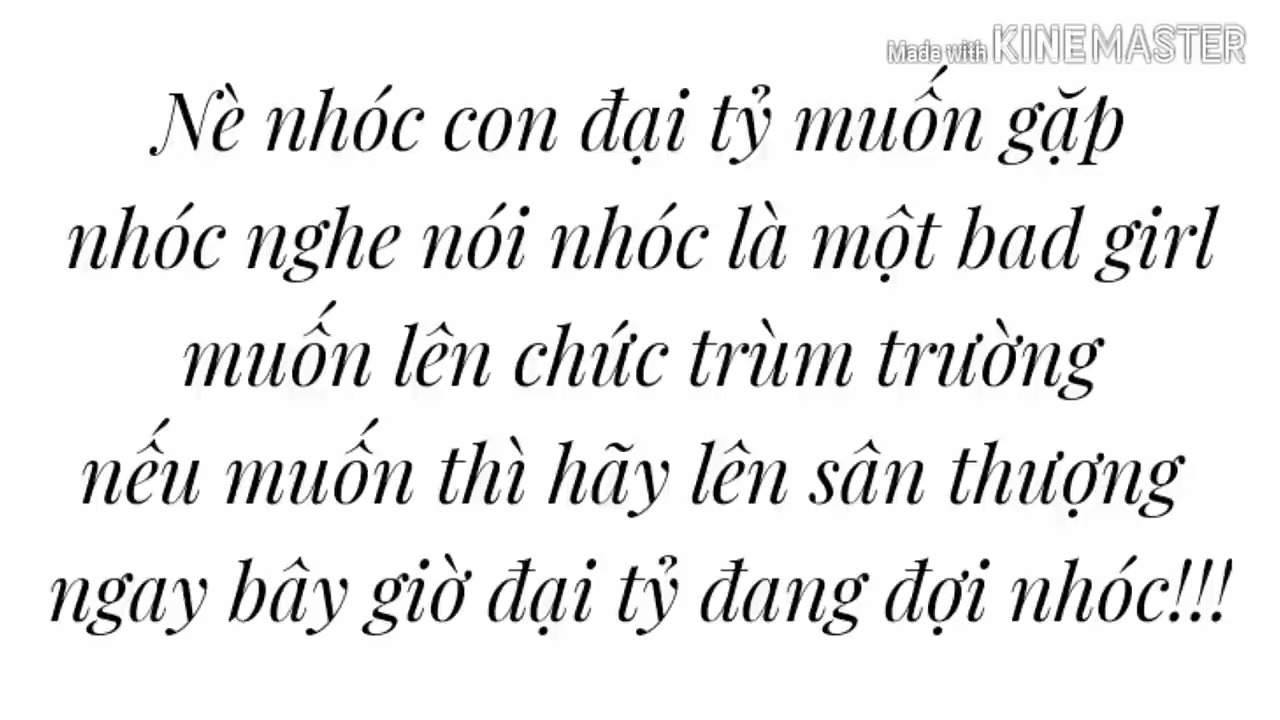 Made with KINEMASTER
Nè nhóc con đại tỷ muốn gặp
nhóc nghe nói nhóc là một bad girl
muốn lên chức trùm trường
nếu muốn thì hãy lên sân thượng
ngay bây giờ đại tỷ đang đợi nhóc!!!